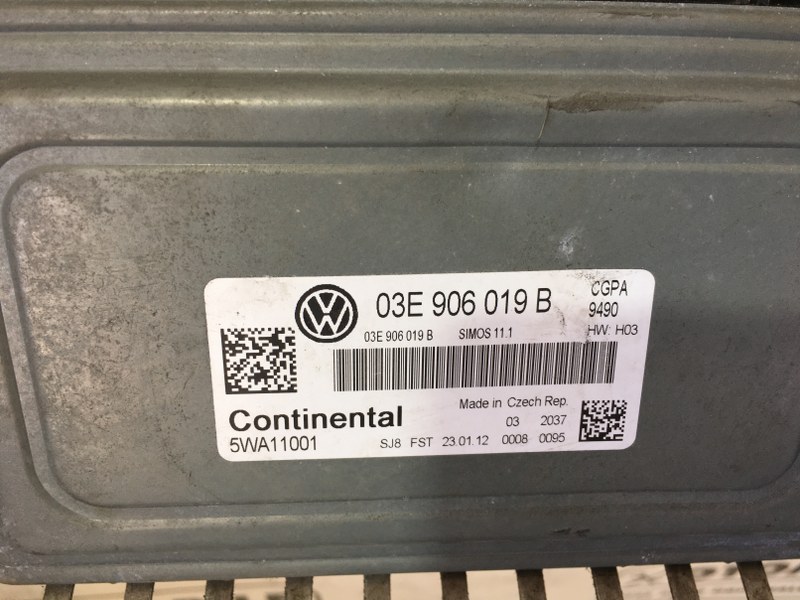 VW 03E 906 019 B CGPA
9490
03E 906 019 B SIMOS 11.1 HW: H03
Continental Made in Czech Rep.
03 2037
5WA11001 SJ8 FST 23.01.12 0008 0095